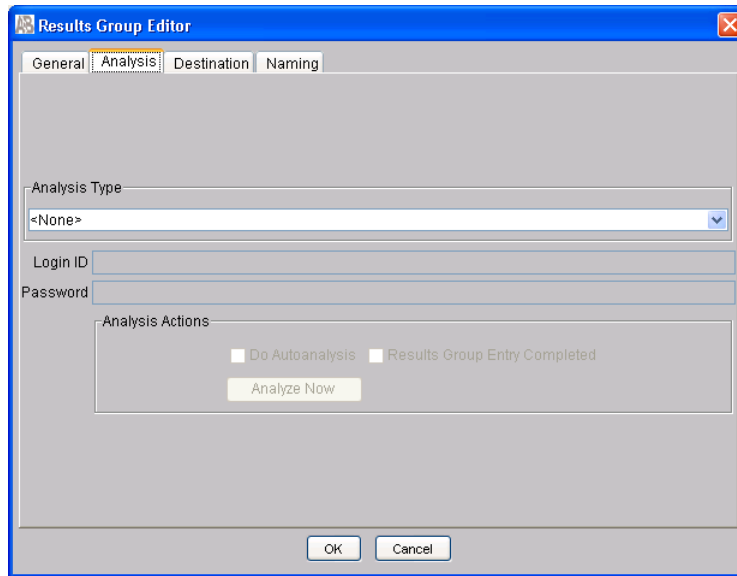 AB Results Group Editor
General Analysis Destination Naming
Analysis Type
<None>
Login ID
Password
Analysis Actions
Do Autoanalysis Results Group Entry Completed
Analyze Now
OK Cancel